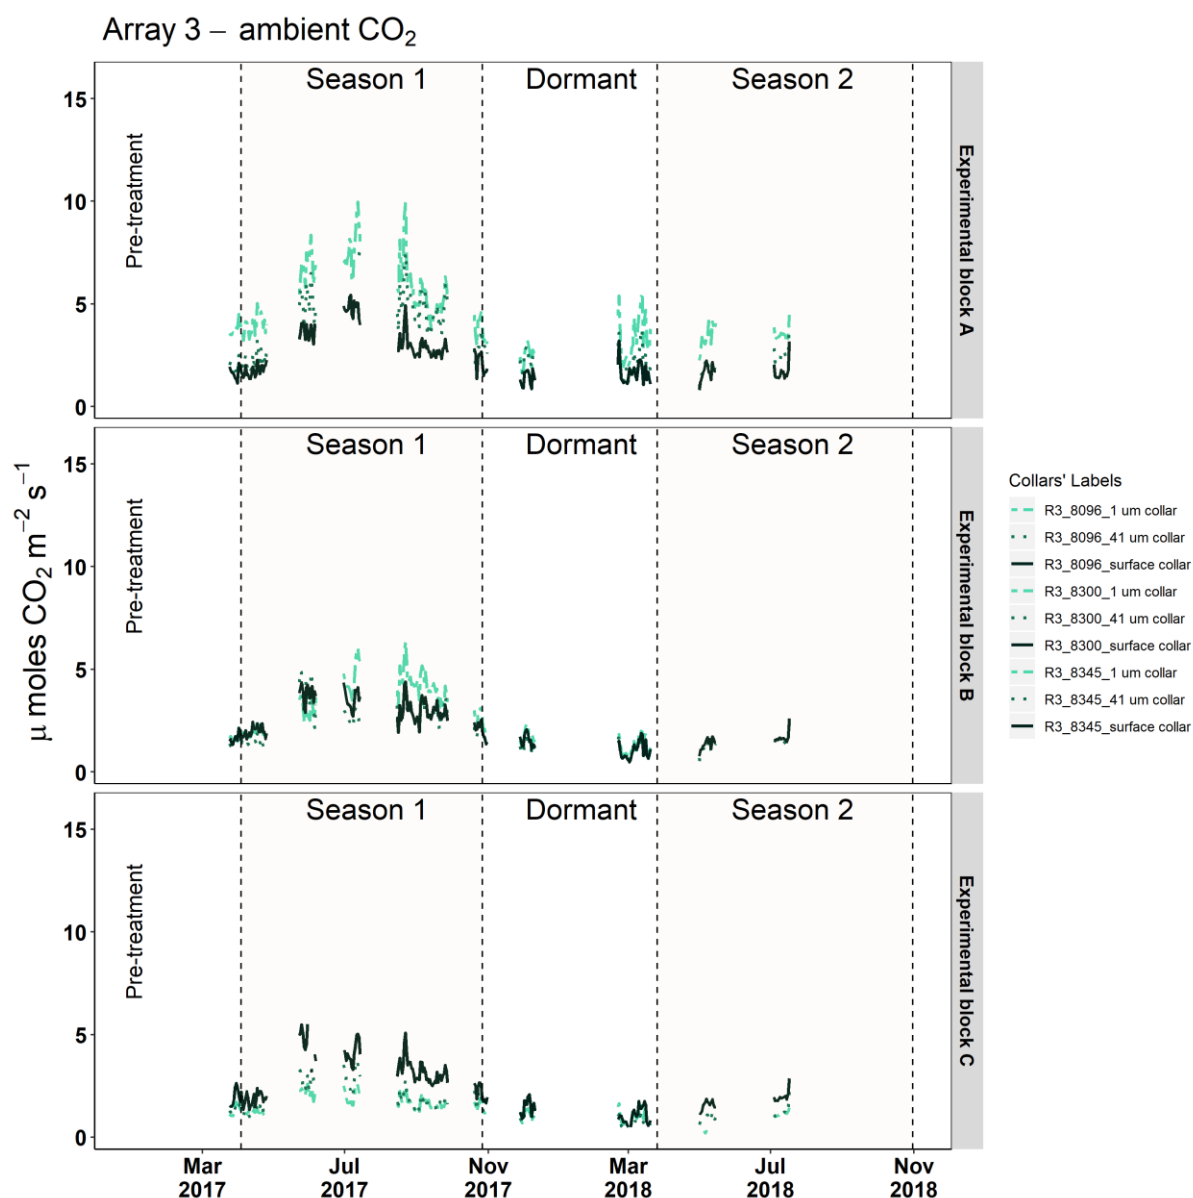 Array 3 – ambient CO₂
Season 1 Dormant Season 2
Pre-treatment
15
10
5
0
Experimental block A
Season 1 Dormant Season 2
Pre-treatment
15
10
5
0
Experimental block B
Season 1 Dormant Season 2
Pre-treatment
15
10
5
0
Experimental block C
μ moles CO₂ m⁻² s⁻¹
Mar 2017
Jul 2017
Nov 2017
Mar 2018
Jul 2018
Nov 2018
Collars' Labels
R3_8096_1 um collar
R3_8096_41 um collar
R3_8096_surface collar
R3_8300_1 um collar
R3_8300_41 um collar
R3_8300_surface collar
R3_8345_1 um collar
R3_8345_41 um collar
R3_8345_surface collar